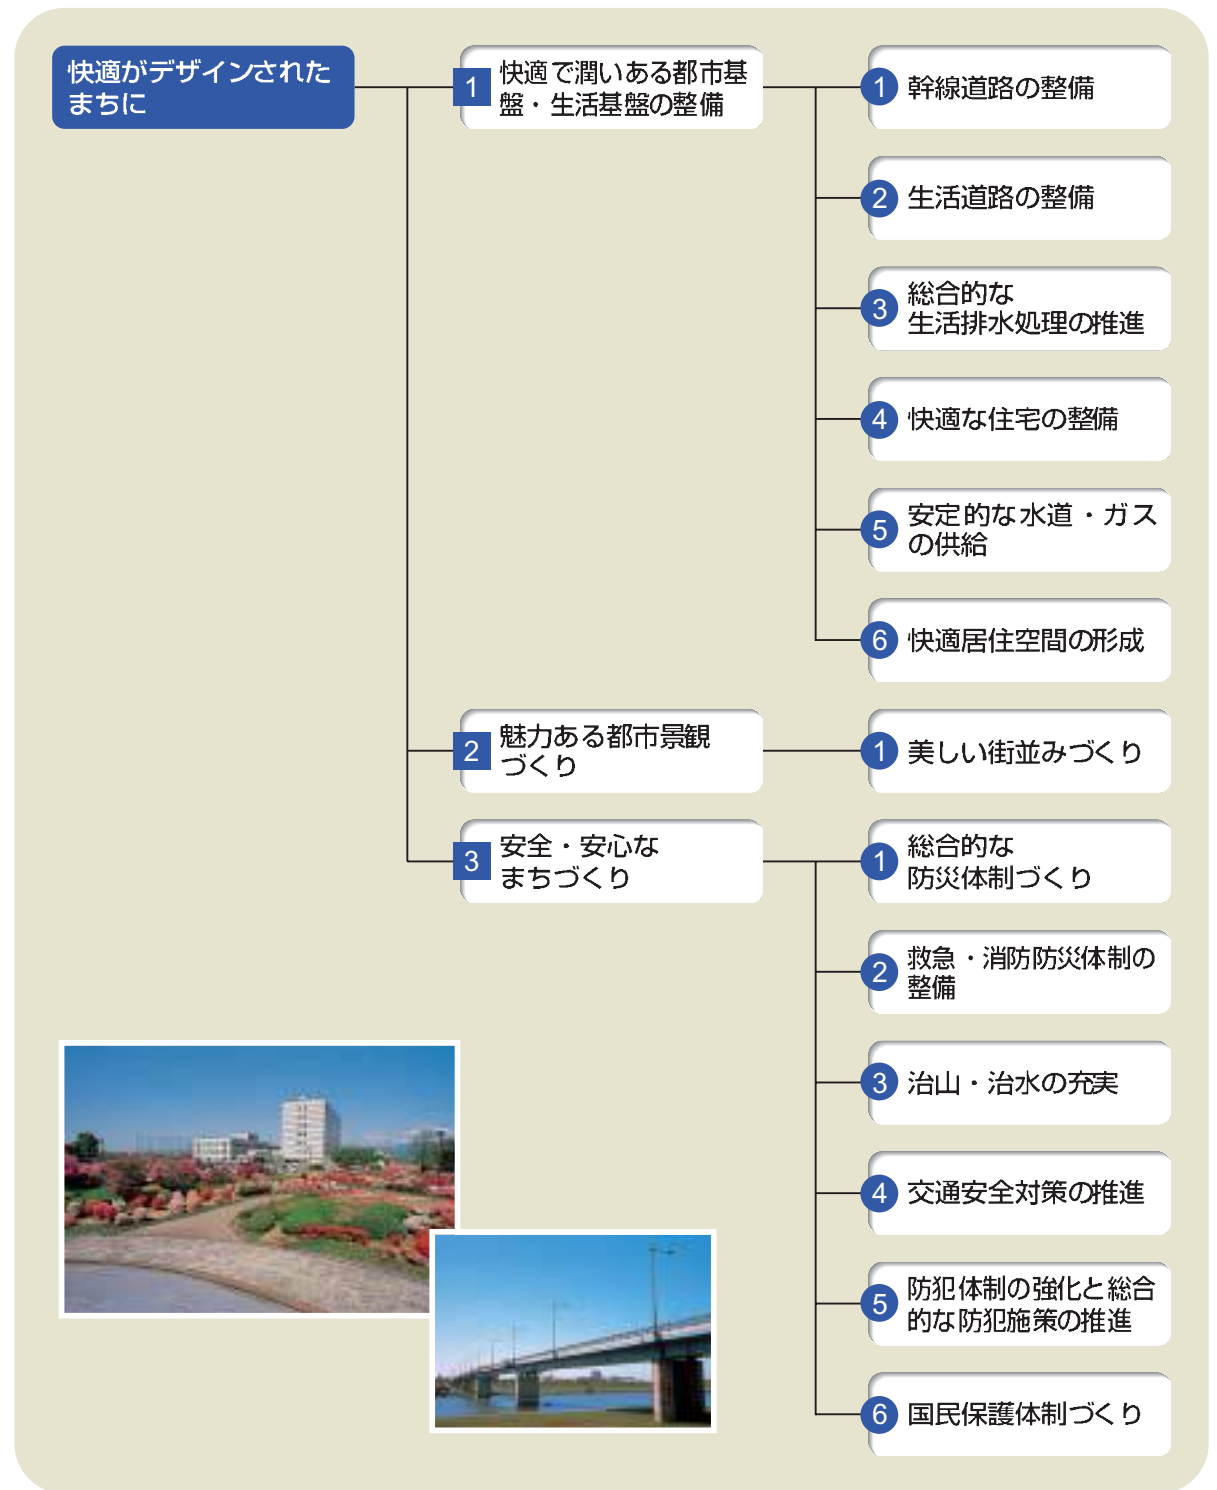 快適がデザインされた
まちに
1
快適で潤いある都市基
盤・生活基盤の整備
1
幹線道路の整備
2
生活道路の整備
3
総合的な
生活排水処理の推進
4
快適な住宅の整備
5
安定的な水道・ガス
の供給
6
快適居住空間の形成
2
魅力ある都市景観
づくり
1
美しい街並みづくり
3
安全・安心な
まちづくり
1
総合的な
防災体制づくり
2
救急・消防防災体制の
整備
3
治山・治水の充実
4
交通安全対策の推進
5
防犯体制の強化と総合
的な防犯施策の推進
6
国民保護体制づくり